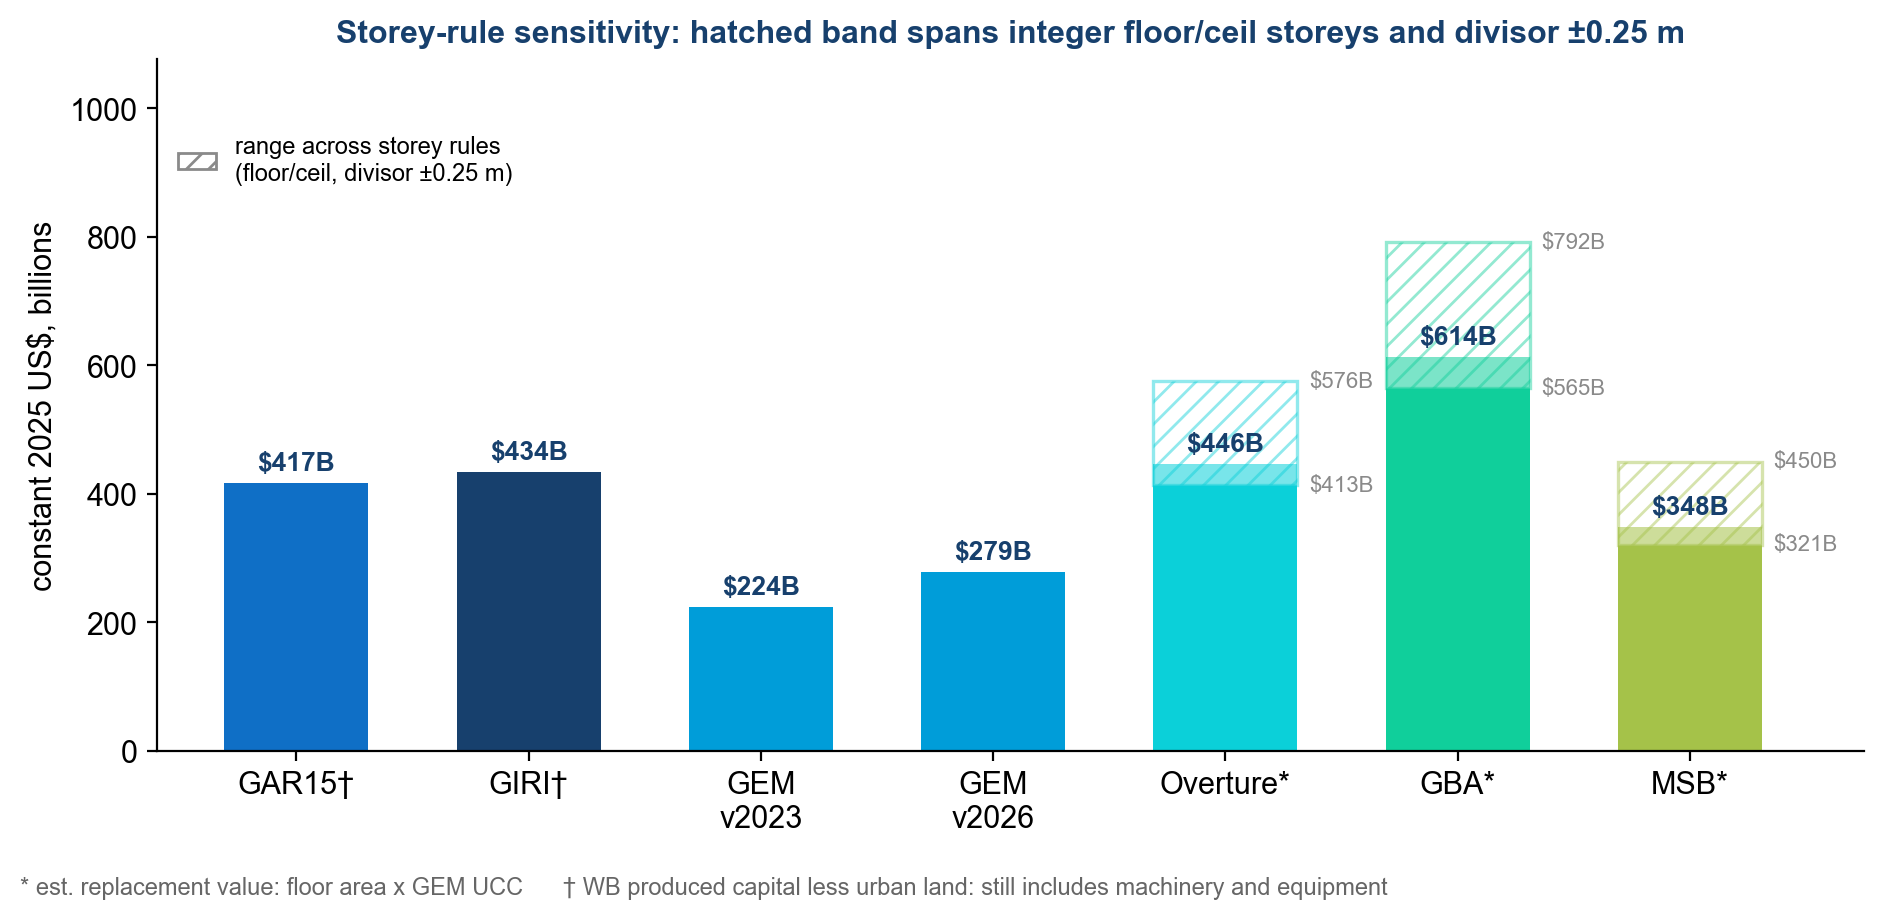 Storey-rule sensitivity: hatched band spans integer floor/ceil storeys and divisor ±0.25 m
constant 2025 US$, billions
1000
800
600
400
200
0
range across storey rules
(floor/ceil, divisor ±0.25 m)
$417B
$434B
$224B
$279B
$576B
$446B
$413B
$792B
$614B
$565B
$450B
$348B
$321B
GAR15†
GIRI†
GEM
v2023
GEM
v2026
Overture*
GBA*
MSB*
* est. replacement value: floor area x GEM UCC † WB produced capital less urban land: still includes machinery and equipment